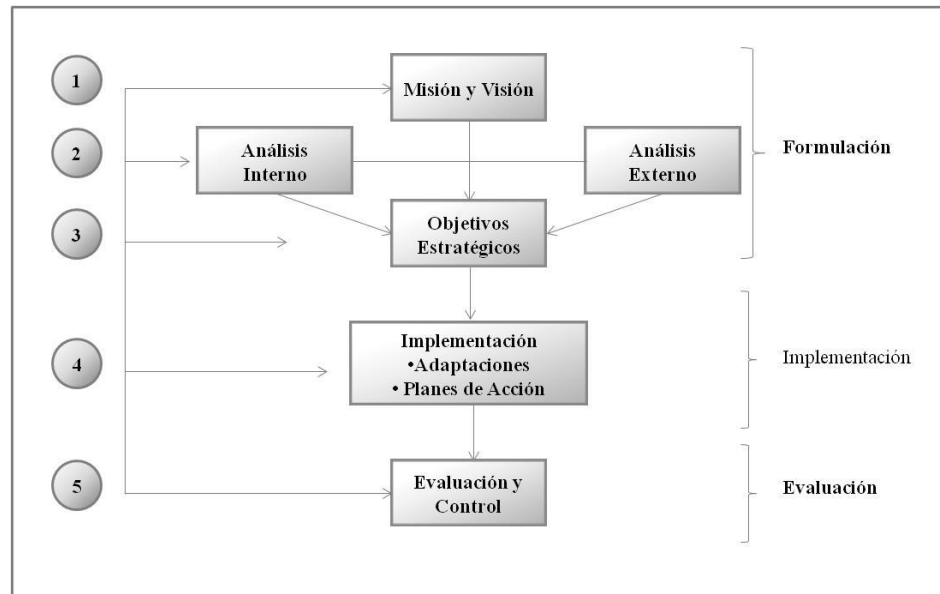 1
Misión y Visión
2
Análisis
Interno
Análisis
Externo
Formulación
3
Objetivos
Estratégicos
4
Implementación
•Adaptaciones
• Planes de Acción
Implementación
5
Evaluación y
Control
Evaluación